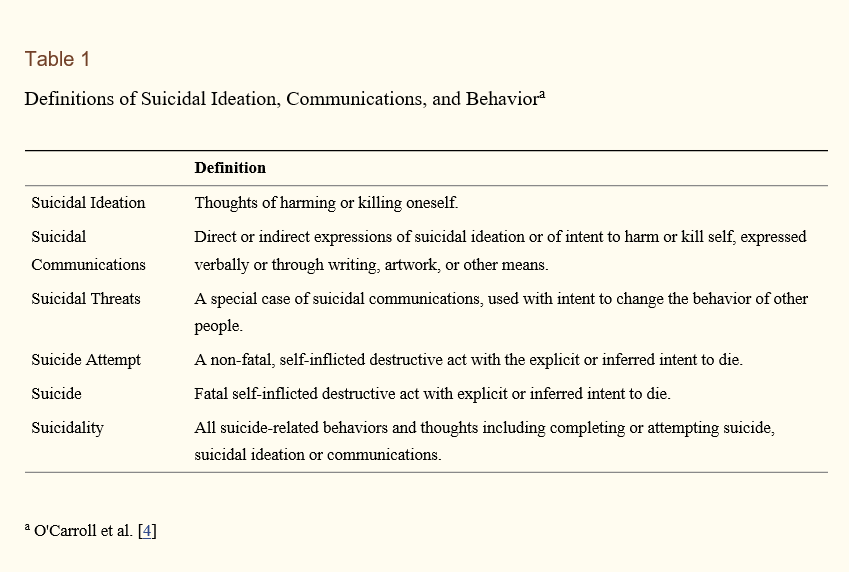 Table 1
Definitions of Suicidal Ideation, Communications, and Behaviorᵃ
Definition
Suicidal Ideation Thoughts of harming or killing oneself.
Suicidal Direct or indirect expressions of suicidal ideation or of intent to harm or kill self, expressed
Communications verbally or through writing, artwork, or other means.
Suicidal Threats A special case of suicidal communications, used with intent to change the behavior of other
people.
Suicide Attempt A non-fatal, self-inflicted destructive act with the explicit or inferred intent to die.
Suicide Fatal self-inflicted destructive act with explicit or inferred intent to die.
Suicidality All suicide-related behaviors and thoughts including completing or attempting suicide,
suicidal ideation or communications.
ᵃ O'Carroll et al. [4]